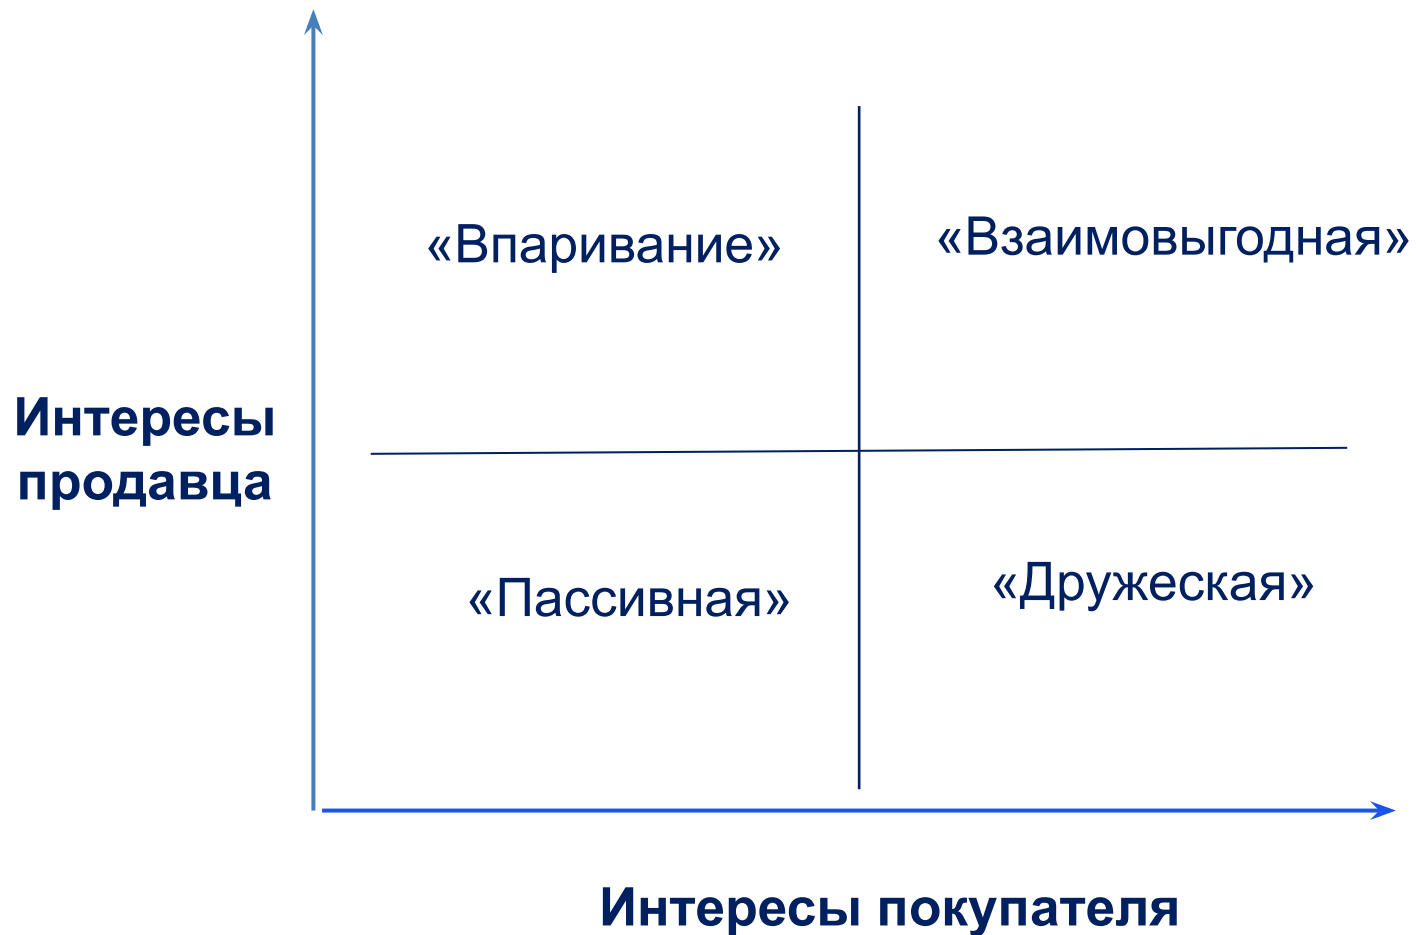 «Впаривание»
«Взаимовыгодная»
Интересы
продавца
«Пассивная»
«Дружеская»
Интересы покупателя